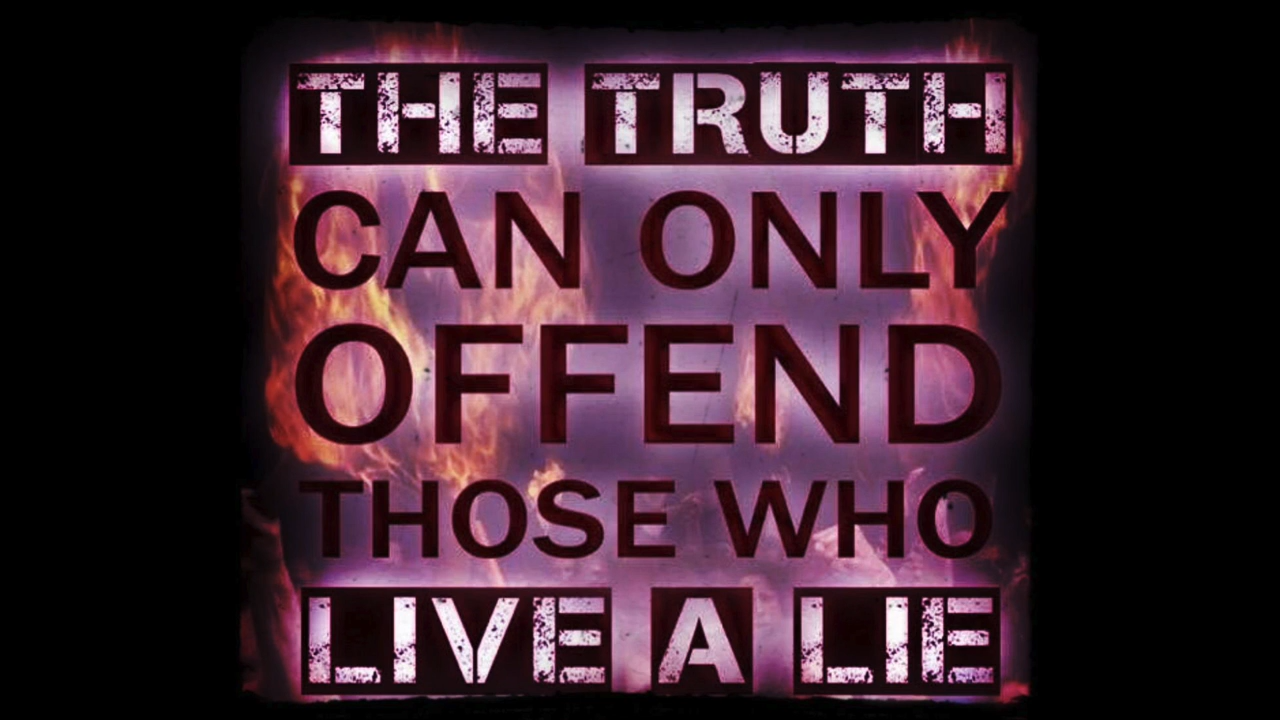 THE TRUTH
CAN ONLY
OFFEND
THOSE WHO
LIVE A LIE